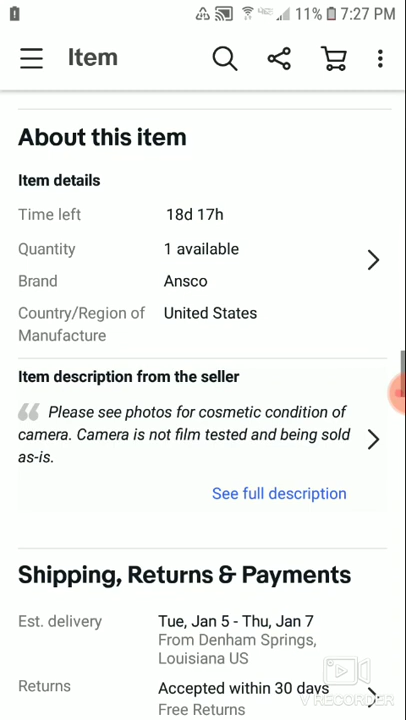 11% 7:27 PM
Item
About this item
Item details
Time left 18d 17h
Quantity 1 available
Brand Ansco
Country/Region of United States
Manufacture
Item description from the seller
Please see photos for cosmetic condition of
camera. Camera is not film tested and being sold
as-is.
See full description
Shipping, Returns & Payments
Est. delivery Tue, Jan 5 - Thu, Jan 7
From Denham Springs,
Louisiana US
Returns Accepted within 30 days
Free Returns
V RECORDER